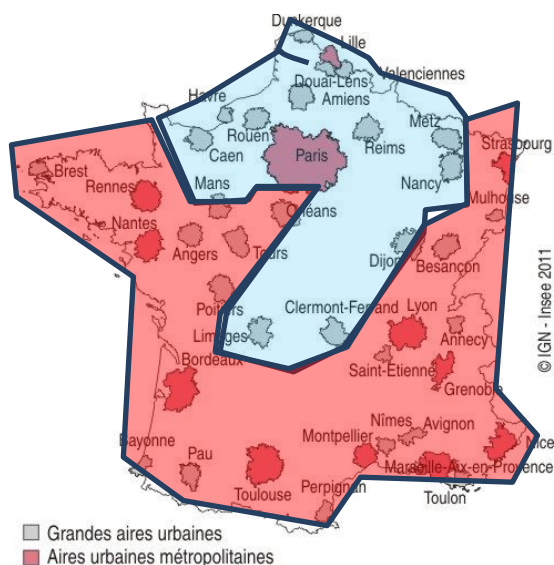 Dunkerque
Lille
Douai-Lens
Valenciennes
Amiens
Havre
Rouen
Caen
Paris
Reims
Metz
Nancy
Strasbourg
Mulhouse
Brest
Rennes
Mans
Orléans
Nantes
Angers
Tours
Dijon
Besançon
Poitiers
Limoges
Clermont-Ferrand
Lyon
Annecy
Bordeaux
Saint-Etienne
Grenoble
Nîmes
Avignon
Montpellier
Nice
Bayonne
Pau
Marseille-Aix-en-Provence
Toulouse
Perpignan
Toulon
Grandes aires urbaines
Aires urbaines métropolitaines
© IGN - Insee 2011